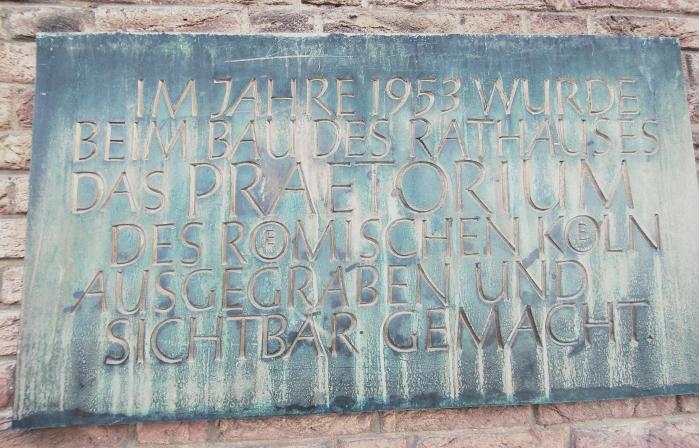 IM JAHRE 1953 WURDE
BEIM BAU DES RATHAUSES
DAS PRAETORIUM
DES RÖMISCHEN KÖLN
AUSGEGRABEN UND
SICHTBAR GEMACHT.